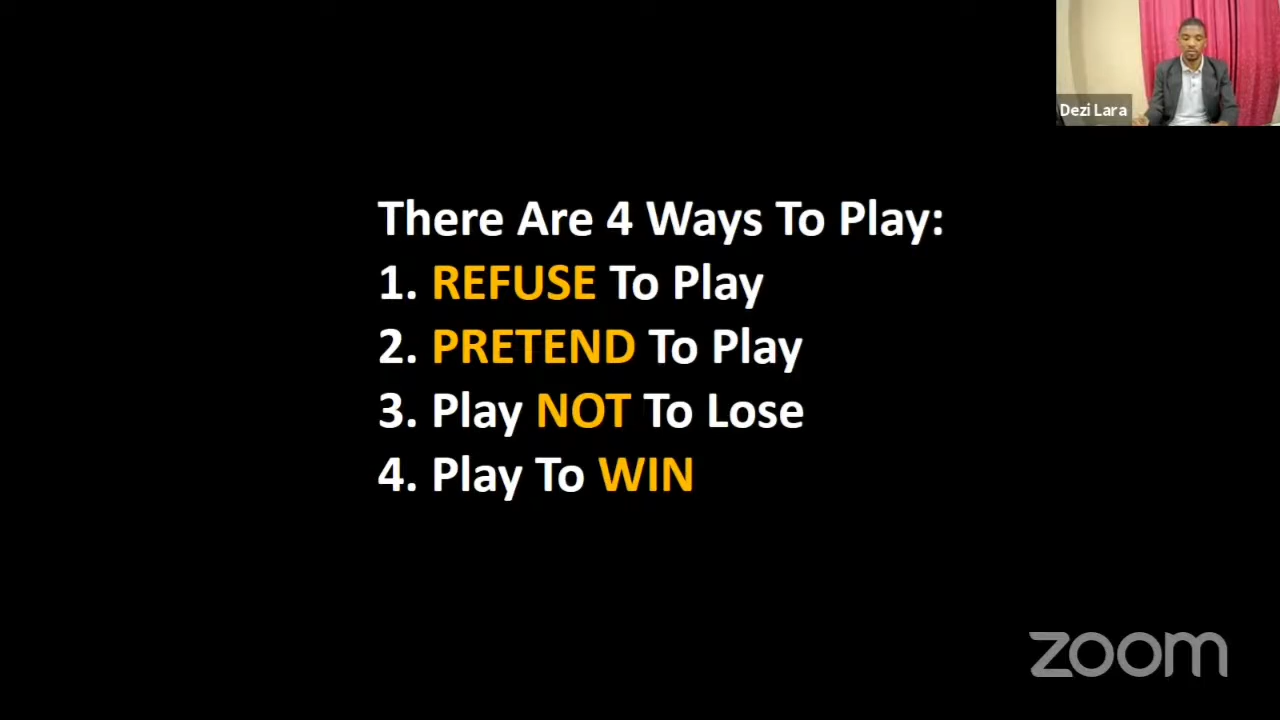 Dezi Lara
There Are 4 Ways To Play:
1. REFUSE To Play
2. PRETEND To Play
3. Play NOT To Lose
4. Play To WIN
zoom